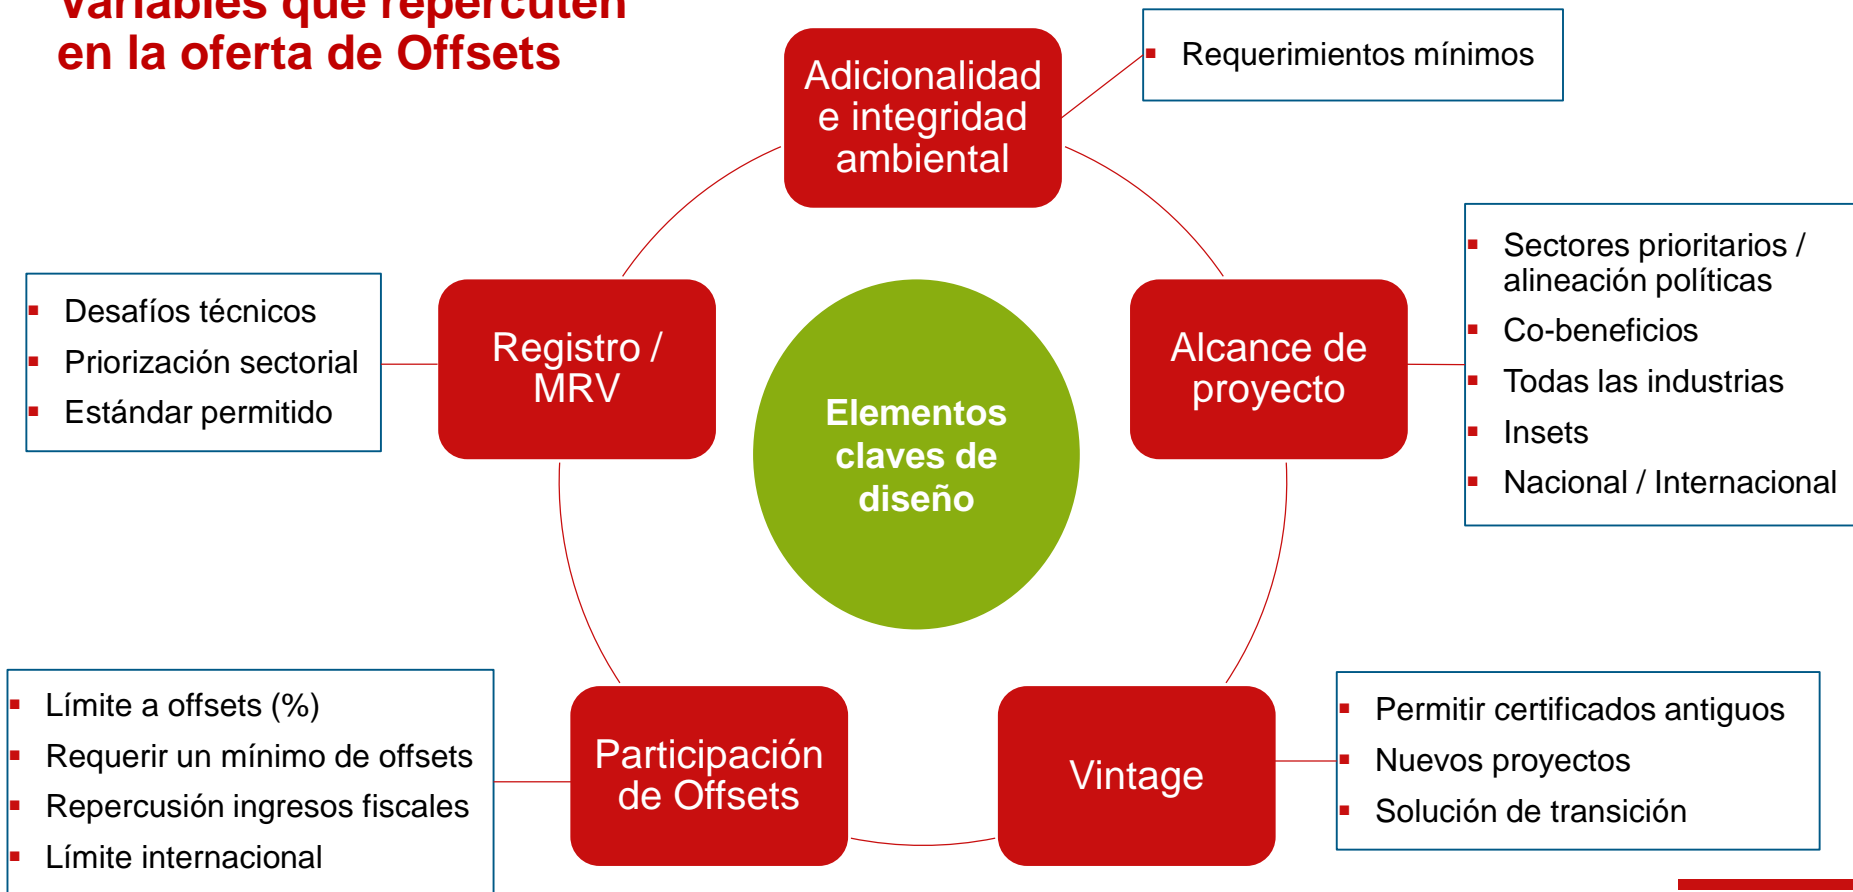 Variables que repercuten
en la oferta de Offsets
Adicionalidad
e integridad
ambiental
Requerimientos mínimos
Alcance de
proyecto
Sectores prioritarios /
alineación políticas
Co-beneficios
Todas las industrias
Insets
Nacional / Internacional
Vintage
Permitir certificados antiguos
Nuevos proyectos
Solución de transición
Participación
de Offsets
Límite a offsets (%)
Requerir un mínimo de offsets
Repercusión ingresos fiscales
Límite internacional
Registro /
MRV
Desafíos técnicos
Priorización sectorial
Estándar permitido
Elementos
claves de
diseño